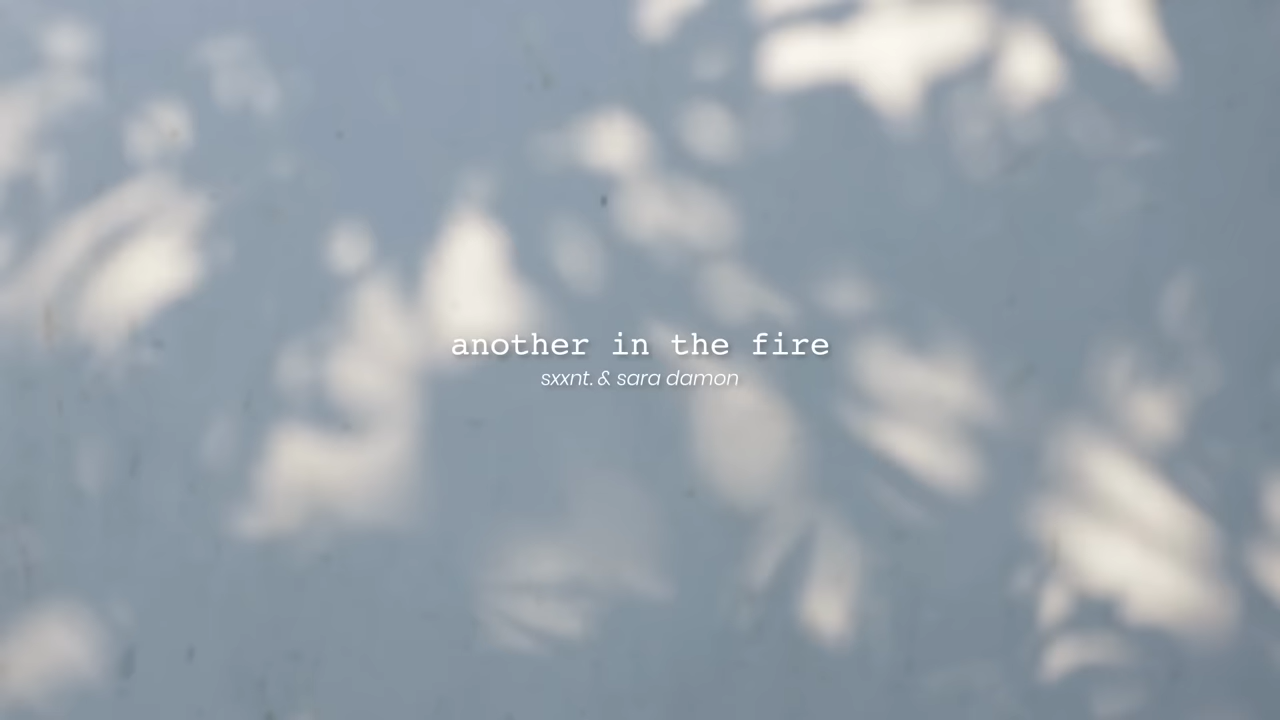 another in the fire
sxxnt. & sara damon